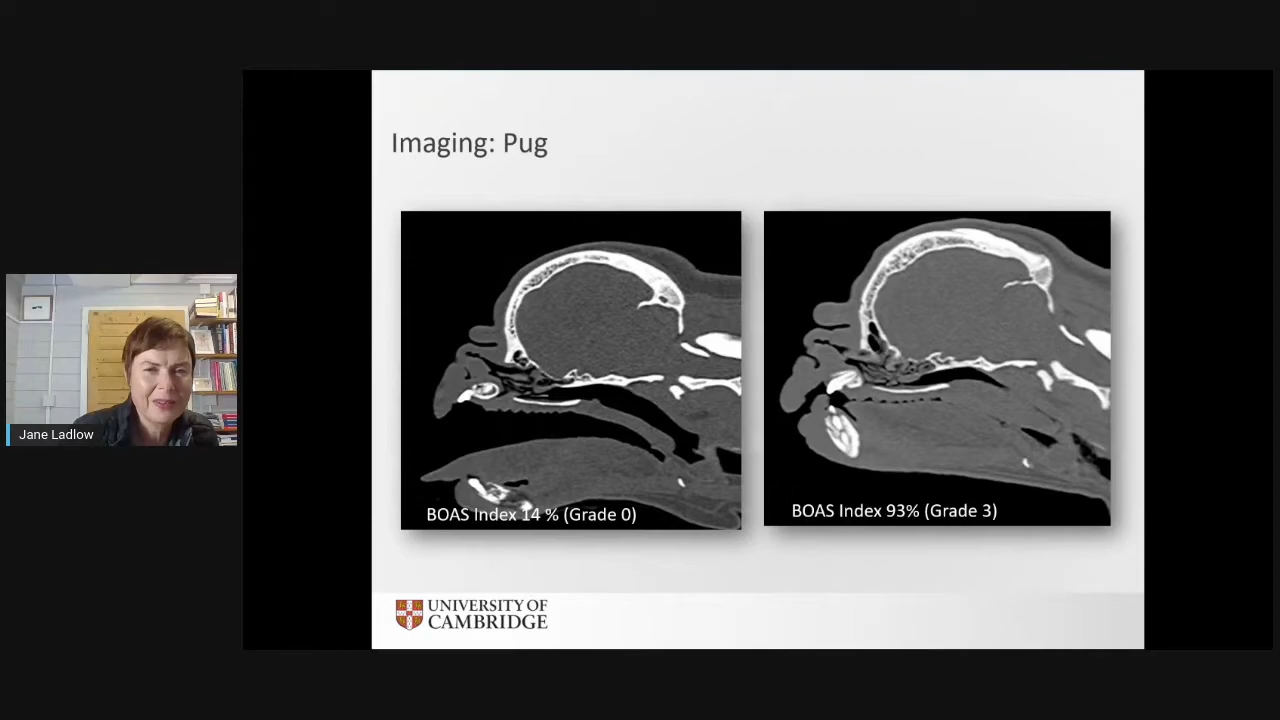 Imaging: Pug
BOAS Index 14 % (Grade 0)
BOAS Index 93% (Grade 3)
Jane Ladlow
UNIVERSITY OF
CAMBRIDGE